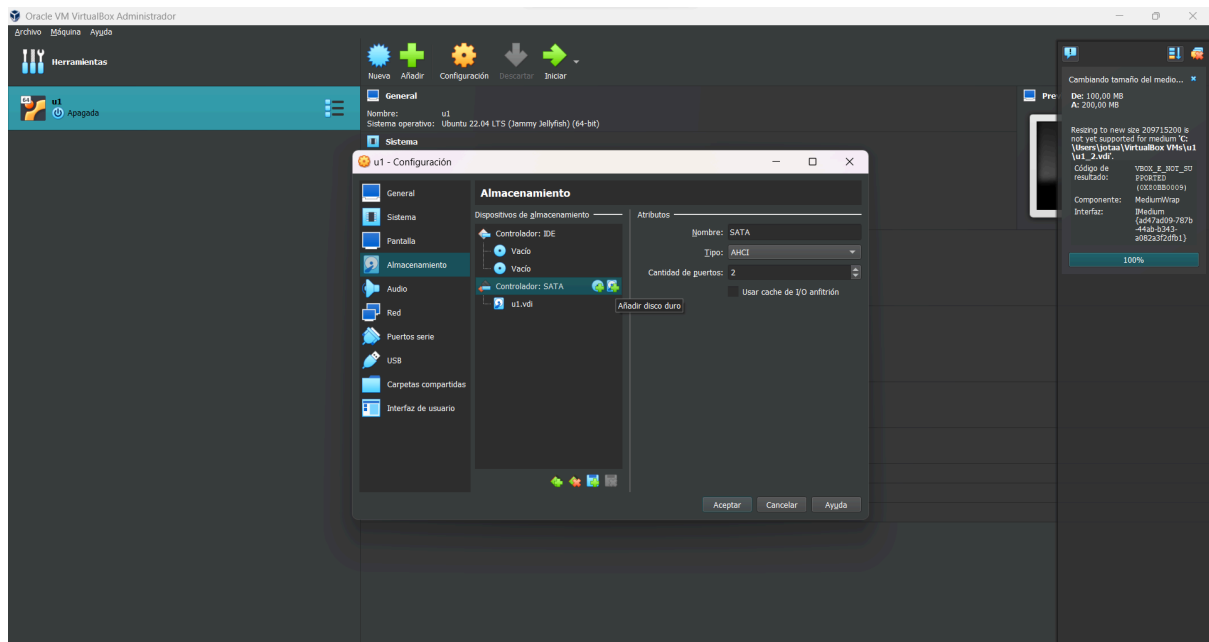 Oracle VM VirtualBox Administrador
Archivo Máquina Ayuda
Herramientas
Nueva Añadir Configuración Descartar Iniciar
64
u1
Apagada
General
Nombre: u1
Sistema operativo: Ubuntu 22.04 LTS (Jammy Jellyfish) (64-bit)
Sistema
Pre
u1 - Configuración
General
Sistema
Pantalla
Almacenamiento
Audio
Red
Puertos serie
USB
Carpetas compartidas
Interfaz de usuario
Almacenamiento
Dispositivos de almacenamiento
Controlador: IDE
Vacío
Vacío
Controlador: SATA
u1.vdi
Añadir disco duro
Atributos
Nombre: SATA
Tipo: AHCI
Cantidad de puertos: 2
Usar cache de I/O anfitrión
Aceptar Cancelar Ayuda
Cambiando tamaño del medio...
De: 100,00 MB
A: 200,00 MB
Resizing to new size 209715200 is
not yet supported for medium 'C:
\Users\jotaa\VirtualBox VMs\u1
\u1_2.vdi'.
Código de resultado: VBOX_E_NOT_SU
PPORTED
(0X80BB0009)
Componente: MediumWrap
Interfaz: IMedium
{ad47ad09-787b
-44ab-b343-
a082a3f2dfb1}
100%